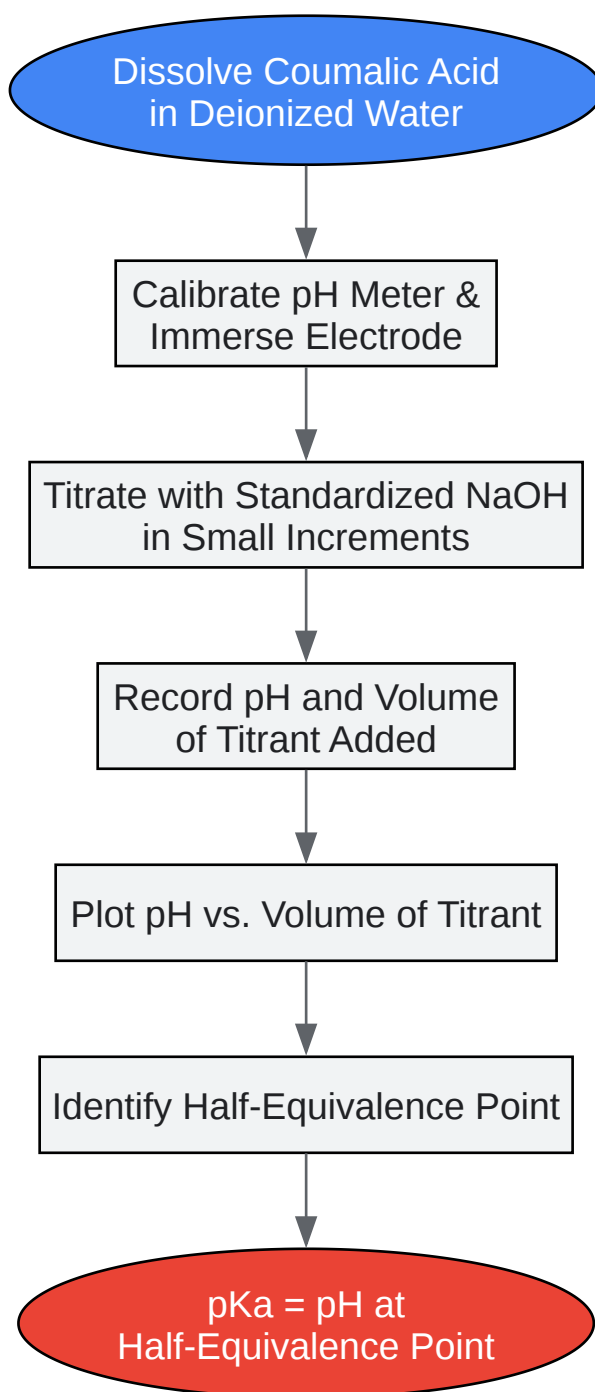 Dissolve Coumalic Acid
in Deionized Water
Calibrate pH Meter &
Immerse Electrode
Titrate with Standardized NaOH
in Small Increments
Record pH and Volume
of Titrant Added
Plot pH vs. Volume of Titrant
Identify Half-Equivalence Point
pKa = pH at
Half-Equivalence Point